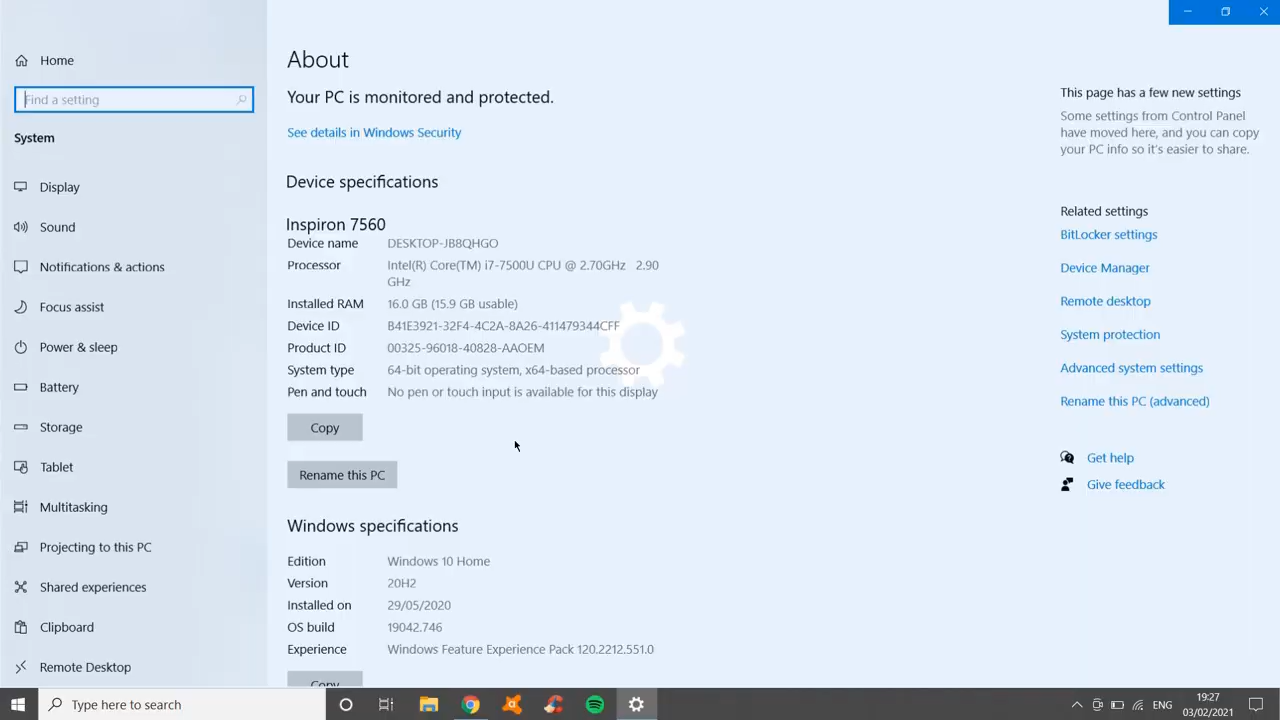 Home
Find a setting
System
Display
Sound
Notifications & actions
Focus assist
Power & sleep
Battery
Storage
Tablet
Multitasking
Projecting to this PC
Shared experiences
Clipboard
Remote Desktop
About
Your PC is monitored and protected.
See details in Windows Security
Device specifications
Inspiron 7560
Device name DESKTOP-JB8QHGO
Processor Intel(R) Core(TM) i7-7500U CPU @ 2.70GHz 2.90
GHz
Installed RAM 16.0 GB (15.9 GB usable)
Device ID B41E3921-32F4-4C2A-8A26-411479344CFF
Product ID 00325-96018-40828-AAOEM
System type 64-bit operating system, x64-based processor
Pen and touch No pen or touch input is available for this display
Copy
Rename this PC
Windows specifications
Edition Windows 10 Home
Version 20H2
Installed on 29/05/2020
OS build 19042.746
Experience Windows Feature Experience Pack 120.2212.551.0
Copy
This page has a few new settings
Some settings from Control Panel
have moved here, and you can copy
your PC info so it's easier to share.
Related settings
BitLocker settings
Device Manager
Remote desktop
System protection
Advanced system settings
Rename this PC (advanced)
Get help
Give feedback
Type here to search
ENG
19:27
03/02/2021